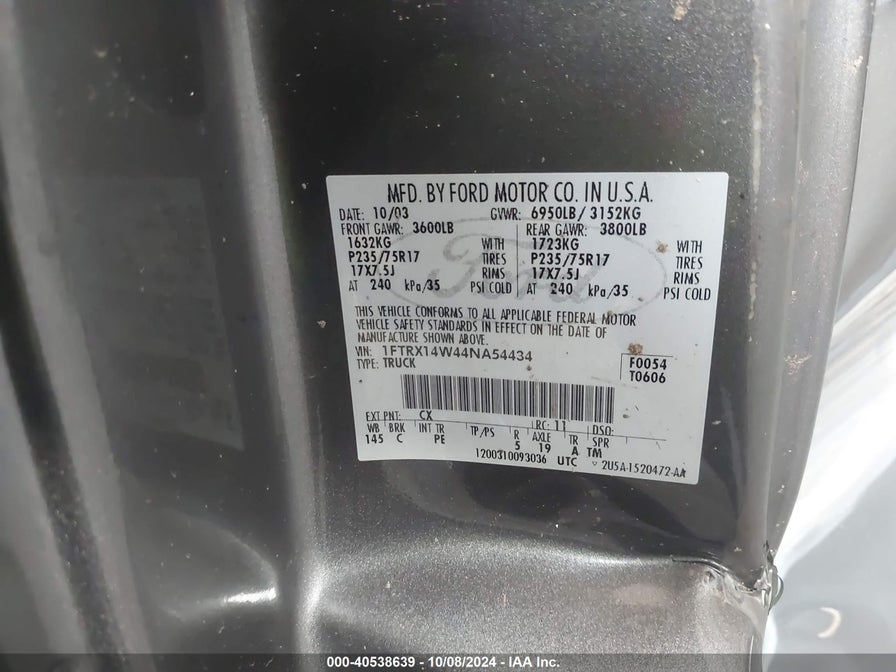 MFD. BY FORD MOTOR CO. IN U.S.A.
DATE: 10/03 GVWR: 6950LB/ 3152KG
FRONT GAWR: 3600LB REAR GAWR: 3800LB
1632KG WITH 1723KG WITH
P235/75R17 TIRES P235/75R17 TIRES
17X7.5J RIMS 17X7.5J RIMS
AT 240 kPa/35 PSI COLD AT 240 kPa/35 PSI COLD
THIS VEHICLE CONFORMS TO ALL APPLICABLE FEDERAL MOTOR
VEHICLE SAFETY STANDARDS IN EFFECT ON THE DATE OF
MANUFACTURE SHOWN ABOVE.
VIN: 1FTRX14W44NA54434
TYPE: TRUCK
F0054
T0606
EXT PNT: CX RC: 11 DSO:
WB BRK INT TR TP/PS R AXLE TR SPR
145 C PE 5 19 A TM
1200310093036 UTC 2U5A-1520472-AA
Ford
000-40538639 - 10/08/2024 - IAA Inc.